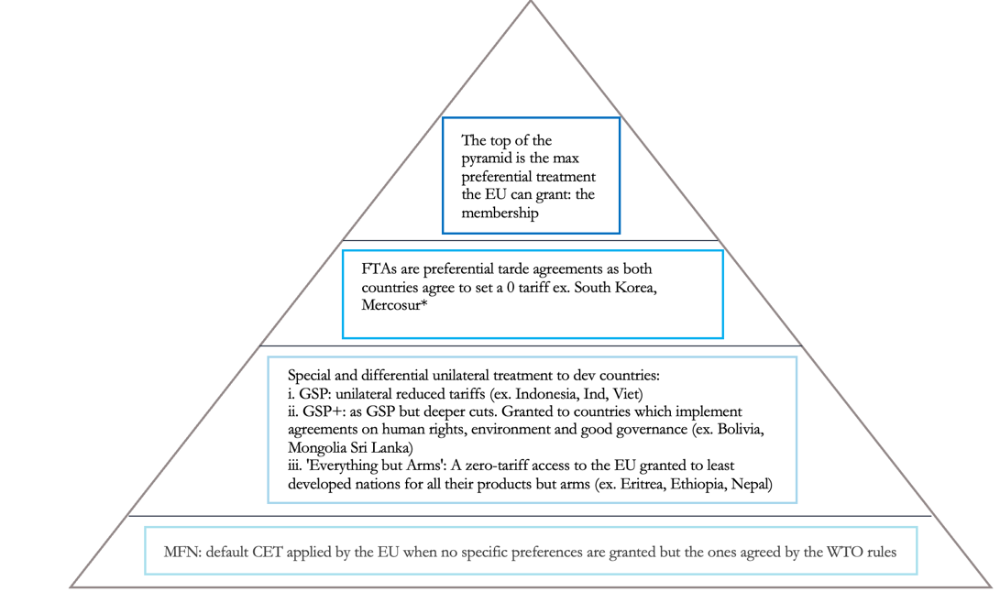 The top of the
pyramid is the max
preferential treatment
the EU can grant: the
membership
FTAs are preferential tarde agreements as both
countries agree to set a 0 tariff ex. South Korea,
Mercosur*
Special and differential unilateral treatment to dev countries:
i. GSP: unilateral reduced tariffs (ex. Indonesia, Ind, Viet)
ii. GSP+: as GSP but deeper cuts. Granted to countries which implement
agreements on human rights, environment and good governance (ex. Bolivia,
Mongolia Sri Lanka)
iii. 'Everything but Arms': A zero-tariff access to the EU granted to least
developed nations for all their products but arms (ex. Eritrea, Ethiopia, Nepal)
MFN: default CET applied by the EU when no specific preferences are granted but the ones agreed by the WTO rules